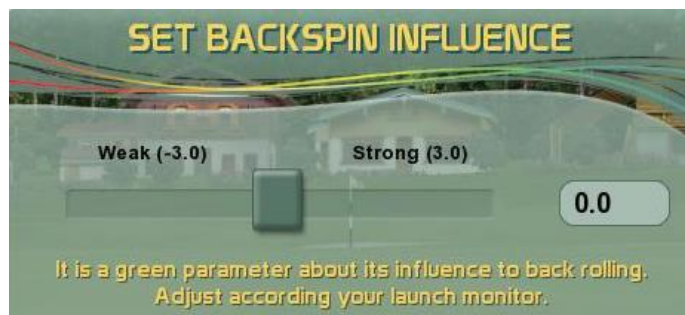 SET BACKSPIN INFLUENCE
Weak (-3.0) Strong (3.0)
0.0
It is a green parameter about its influence to back rolling.
Adjust according your launch monitor.